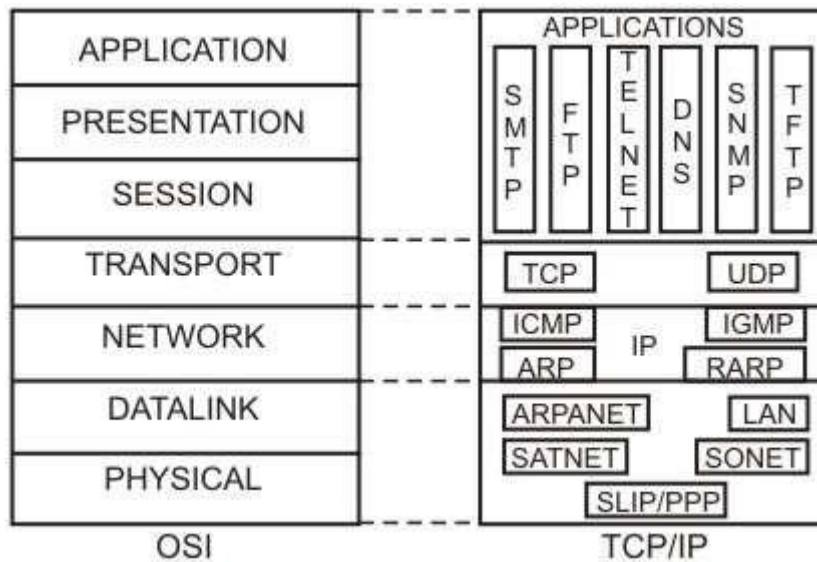 APPLICATION
PRESENTATION
SESSION
TRANSPORT
NETWORK
DATALINK
PHYSICAL
OSI
APPLICATIONS
SMTP
FTP
TELNET
DNS
SNMP
TFTP
TCP UDP
ICMP IGMP
IP
ARP RARP
ARPANET LAN
SATNET SONET
SLIP/PPP
TCP/IP